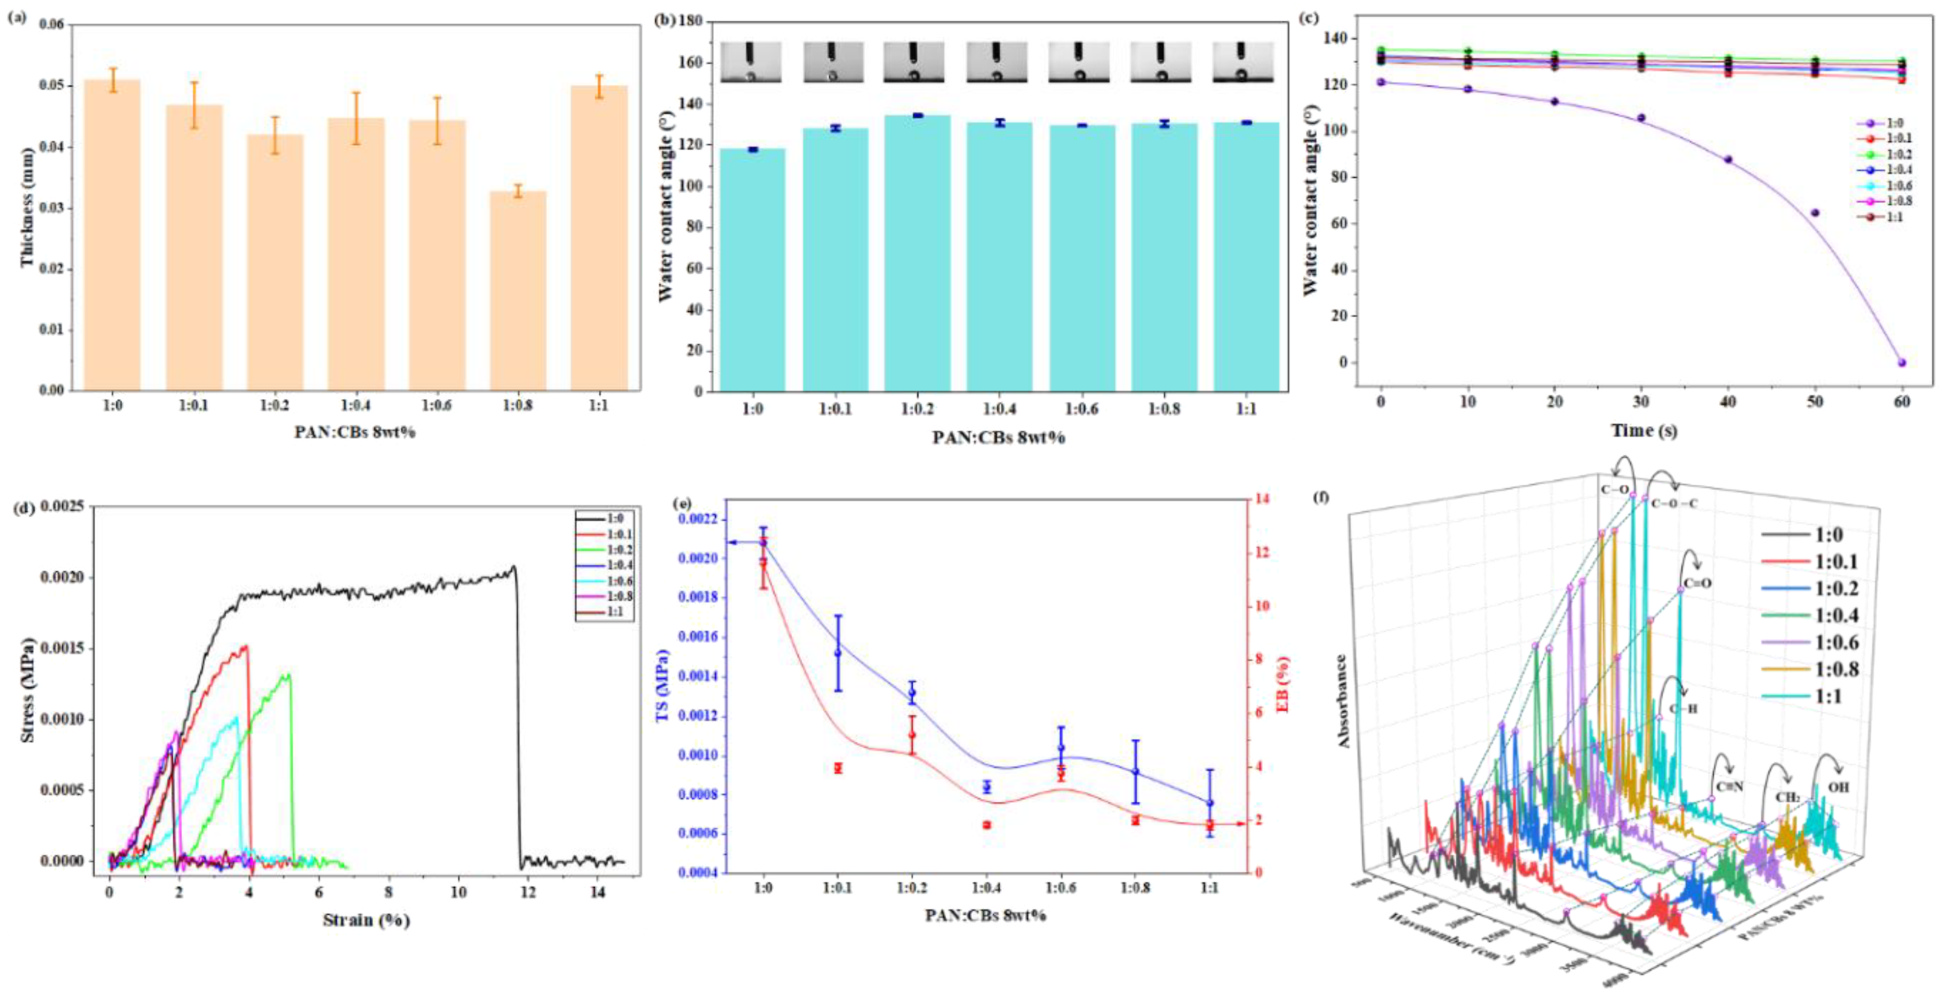 (a)
0.06
0.05
0.04
0.03
0.02
0.01
0.00
Thickness (mm)
1:0 1:0.1 1:0.2 1:0.4 1:0.6 1:0.8 1:1
PAN:CBs 8wt%
(b)
180
160
140
120
100
80
60
40
20
0
Water contact angle (°)
1:0 1:0.1 1:0.2 1:0.4 1:0.6 1:0.8 1:1
PAN:CBs 8wt%
(c)
140
120
100
80
60
40
20
0
Water contact angle (°)
1:0
1:0.1
1:0.2
1:0.4
1:0.6
1:0.8
1:1
0 10 20 30 40 50 60
Time (s)
(d)
0.0025
0.0020
0.0015
0.0010
0.0005
0.0000
Stress (MPa)
1:0
1:0.1
1:0.2
1:0.4
1:0.6
1:0.8
1:1
0 2 4 6 8 10 12 14
Strain (%)
(e)
0.0022
0.0020
0.0018
0.0016
0.0014
0.0012
0.0010
0.0008
0.0006
0.0004
TS (MPa)
14
12
10
8
6
4
2
0
EB (%)
1:0 1:0.1 1:0.2 1:0.4 1:0.6 1:0.8 1:1
PAN:CBs 8wt%
(f)
C–O
C–O–C
C=O
C–H
C≡N
CH₂
OH
1:0
1:0.1
1:0.2
1:0.4
1:0.6
1:0.8
1:1
Absorbance
500 1000 1500 2000 2500 3000 3500 4000
Wavenumber (cm⁻¹)
PAN/CBs 8 WT%